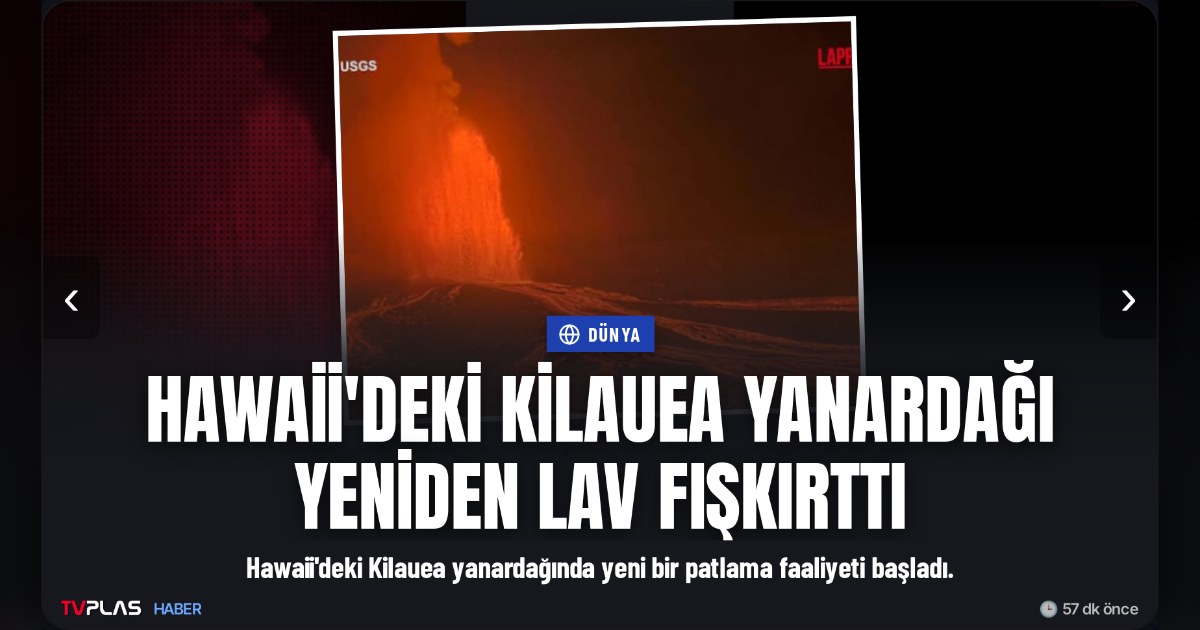 USGS
LAPR
DÜNYA
HAWAİİ'DEKİ KİLAUEA YANARDAĞI
YENİDEN LAV FIŞKIRTTI
Hawaii'deki Kilauea yanardağında yeni bir patlama faaliyeti başladı.
TVPLAS HABER
57 dk önce